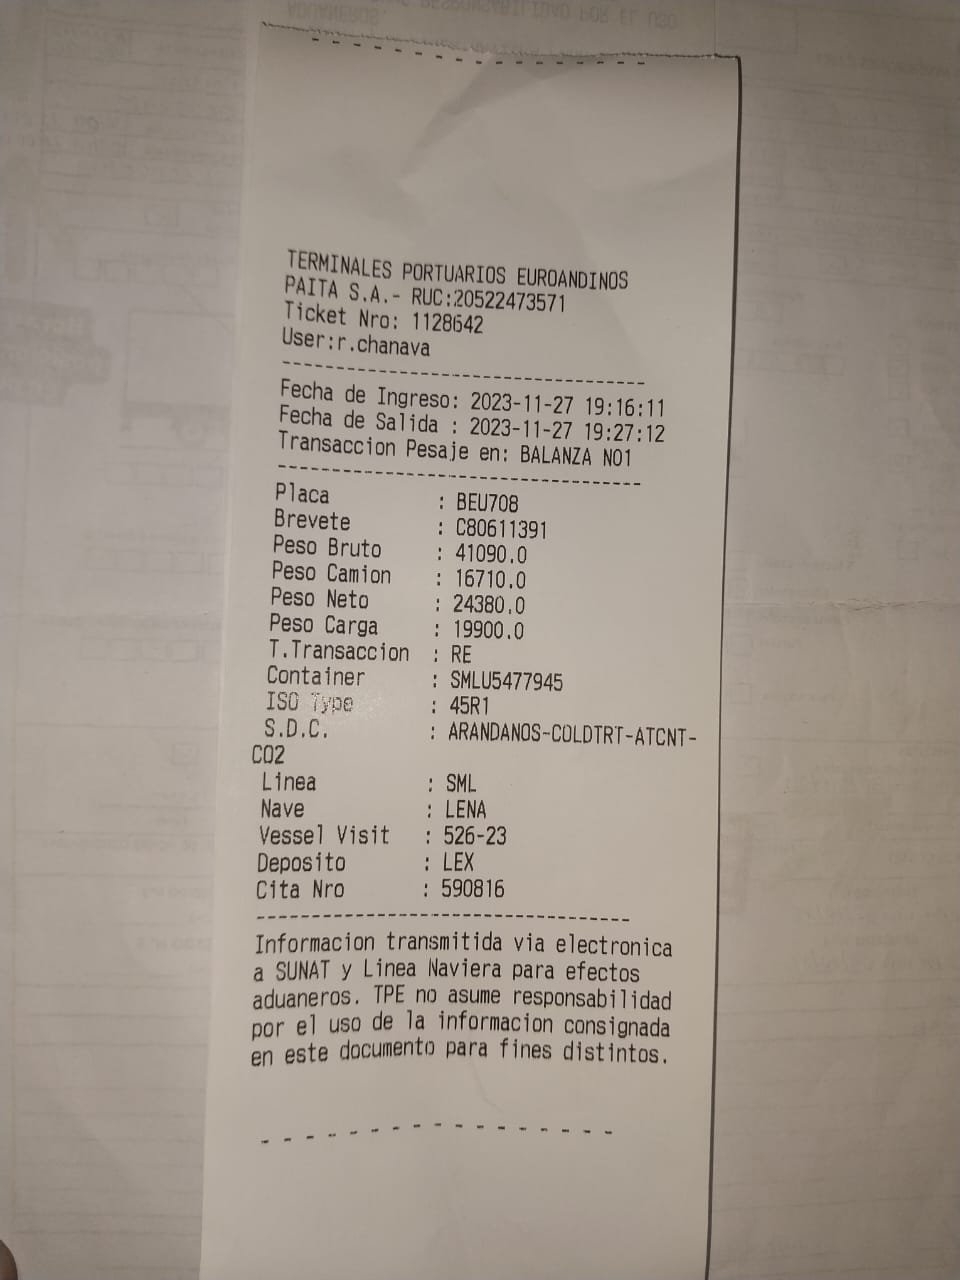 TERMINALES PORTUARIOS EUROANDINOS
PAITA S.A.- RUC:20522473571
Ticket Nro: 1128642
User:r.chanava
Fecha de Ingreso: 2023-11-27 19:16:11
Fecha de Salida : 2023-11-27 19:27:12
Transaccion Pesaje en: BALANZA NO1
Placa : BEU708
Brevete : C80611391
Peso Bruto : 41090.0
Peso Camion : 16710.0
Peso Neto : 24380.0
Peso Carga : 19900.0
T.Transaccion : RE
Container : SMLU5477945
ISO Type : 45R1
S.D.C. : ARANDANOS-COLDTRT-ATCNT-
CO2
Linea : SML
Nave : LENA
Vessel Visit : 526-23
Deposito : LEX
Cita Nro : 590816
Informacion transmitida via electronica
a SUNAT y Linea Naviera para efectos
aduaneros. TPE no asume responsabilidad
por el uso de la informacion consignada
en este documento para fines distintos.